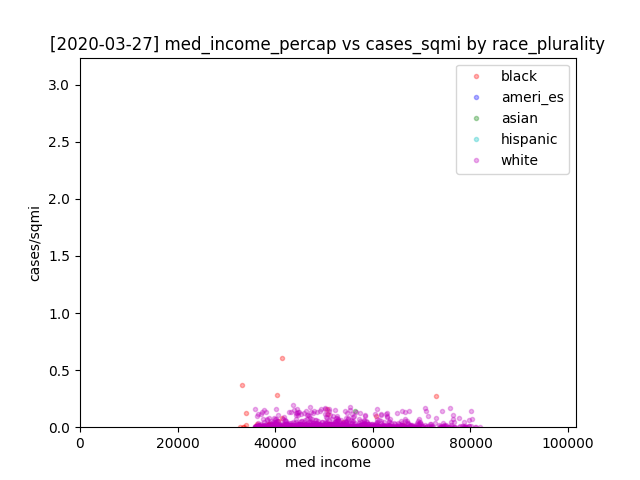 [2020-03-27] med_income_percap vs cases_sqmi by race_plurality
3.0
2.5
2.0
1.5
1.0
0.5
0.0
cases/sqmi
black
ameri_es
asian
hispanic
white
0 20000 40000 60000 80000 100000
med income